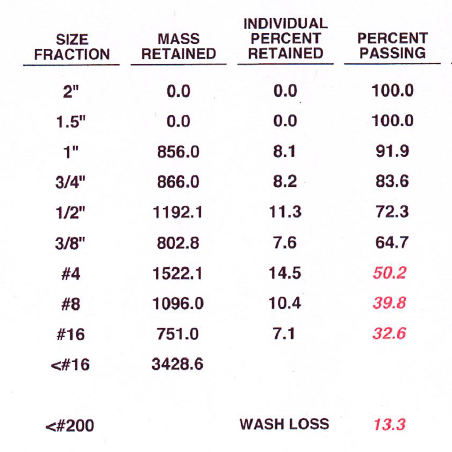 SIZE FRACTION MASS RETAINED INDIVIDUAL PERCENT RETAINED PERCENT PASSING
2" 0.0 0.0 100.0
1.5" 0.0 0.0 100.0
1" 856.0 8.1 91.9
3/4" 866.0 8.2 83.6
1/2" 1192.1 11.3 72.3
3/8" 802.8 7.6 64.7
#4 1522.1 14.5 50.2
#8 1096.0 10.4 39.8
#16 751.0 7.1 32.6
<#16 3428.6
<#200 WASH LOSS 13.3